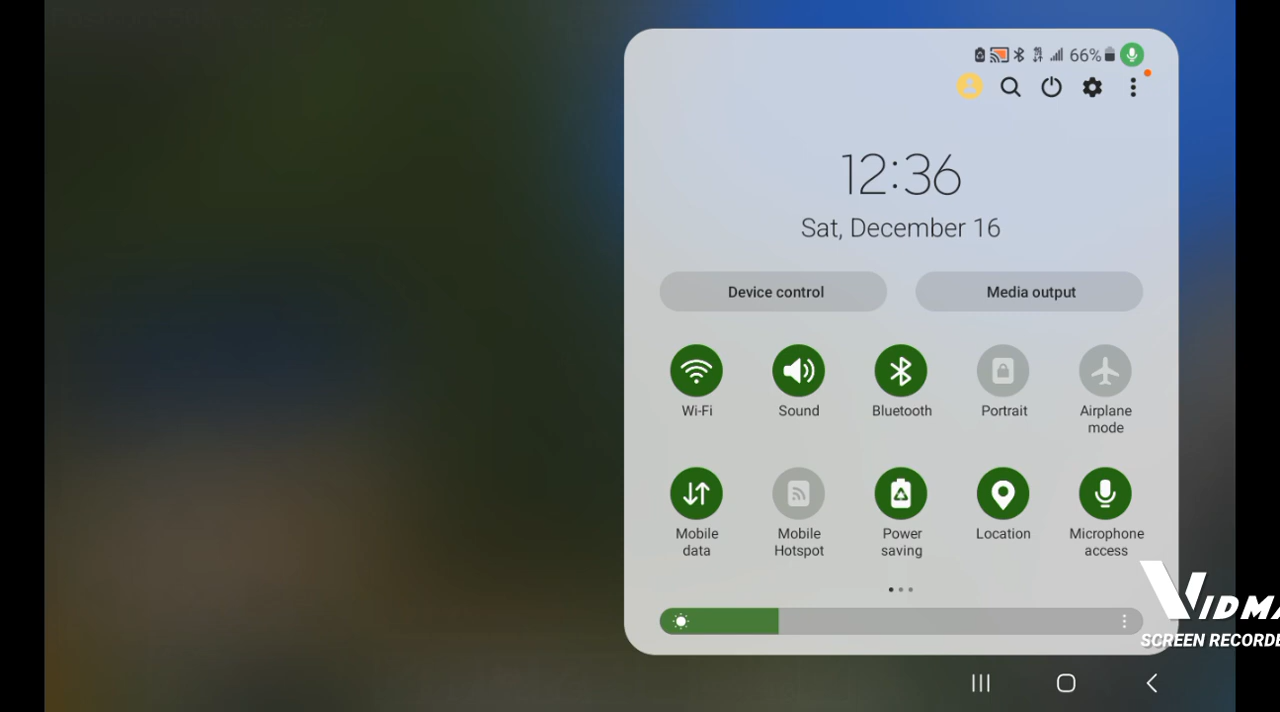 66%
12:36
Sat, December 16
Device control Media output
Wi-Fi Sound Bluetooth Portrait Airplane mode
Mobile data Mobile Hotspot Power saving Location Microphone access
VIDMA
SCREEN RECORDE